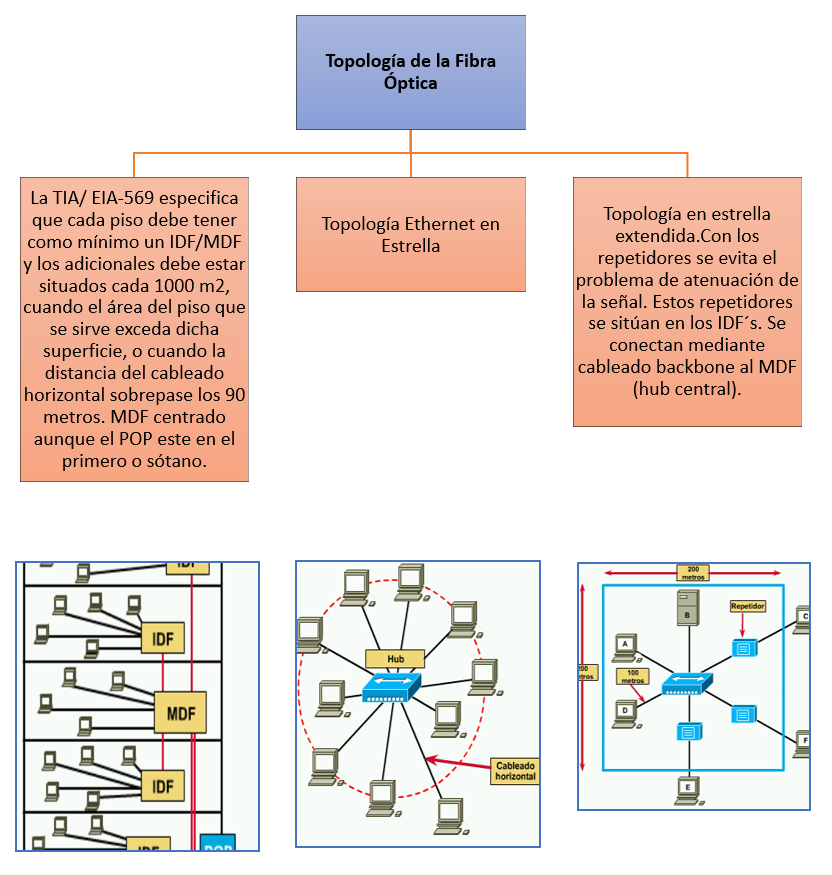 Topología de la Fibra
Óptica
La TIA/ EIA-569 especifica
que cada piso debe tener
como mínimo un IDF/MDF
y los adicionales debe estar
situados cada 1000 m2,
cuando el área del piso que
se sirve exceda dicha
superficie, o cuando la
distancia del cableado
horizontal sobrepase los 90
metros. MDF centrado
aunque el POP este en el
primero o sótano.
Topología Ethernet en
Estrella
Topología en estrella
extendida.Con los
repetidores se evita el
problema de atenuación de
la señal. Estos repetidores
se sitúan en los IDF´s. Se
conectan mediante
cableado backbone al MDF
(hub central).
IDF
IDF
MDF
IDF
IDF
POP
Hub
Cableado
horizontal
200
metros
B
Repetidor
C
A
200
tros
100
metros
D
F
E